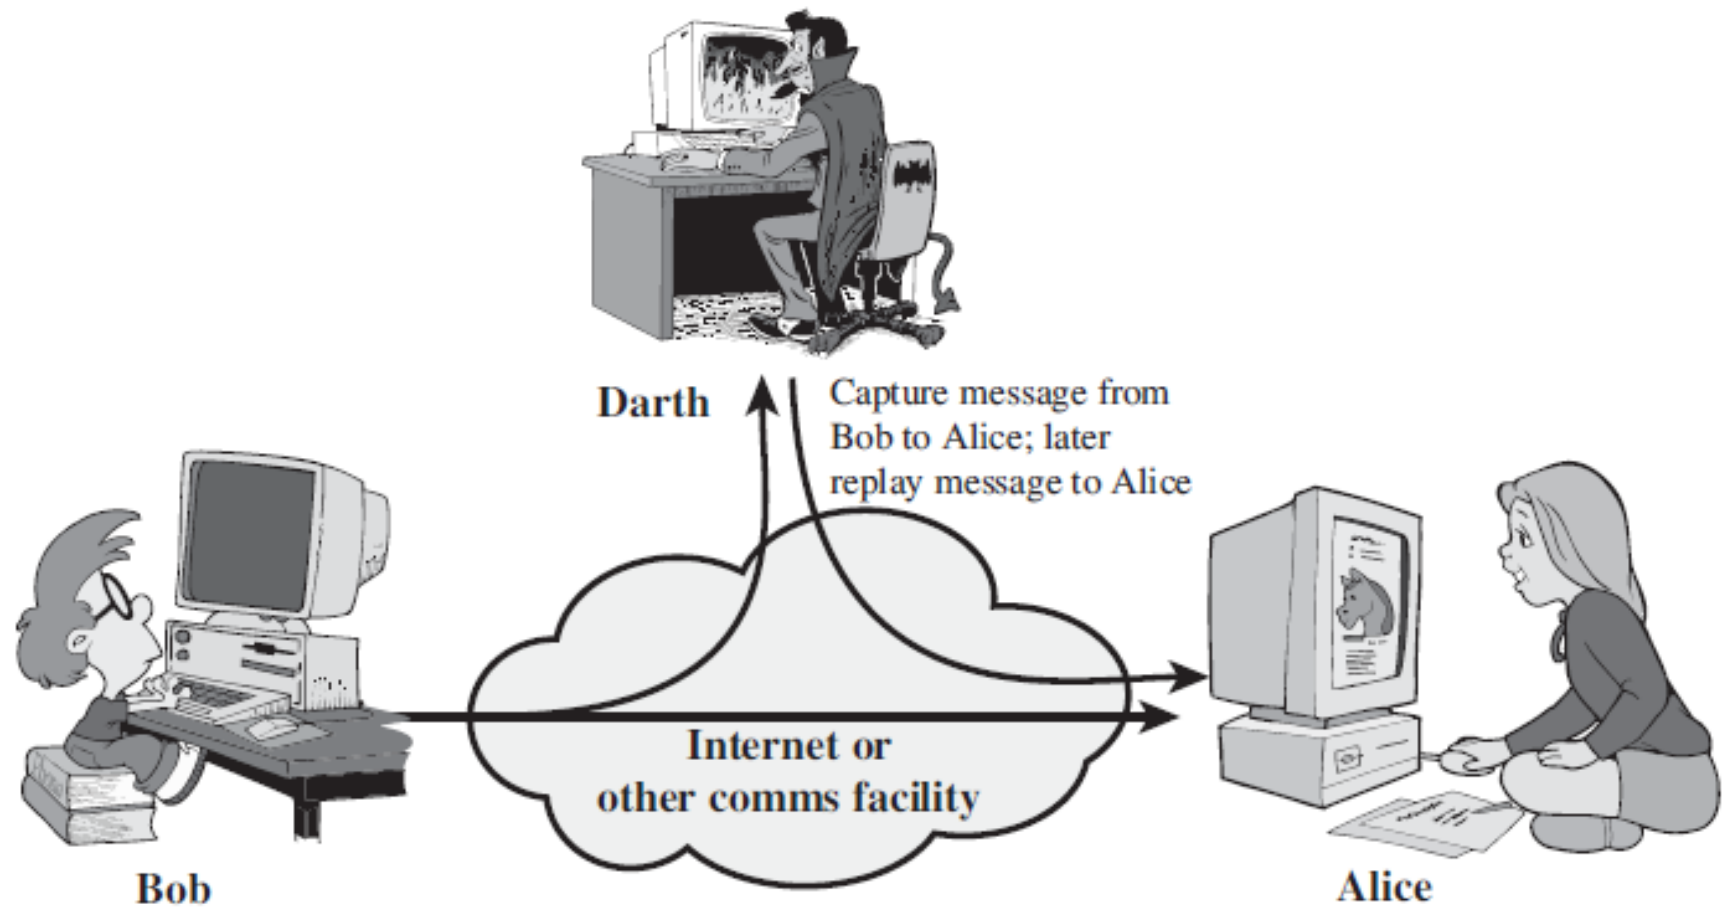 Darth
Capture message from
Bob to Alice; later
replay message to Alice
Internet or
other comms facility
Bob
Alice